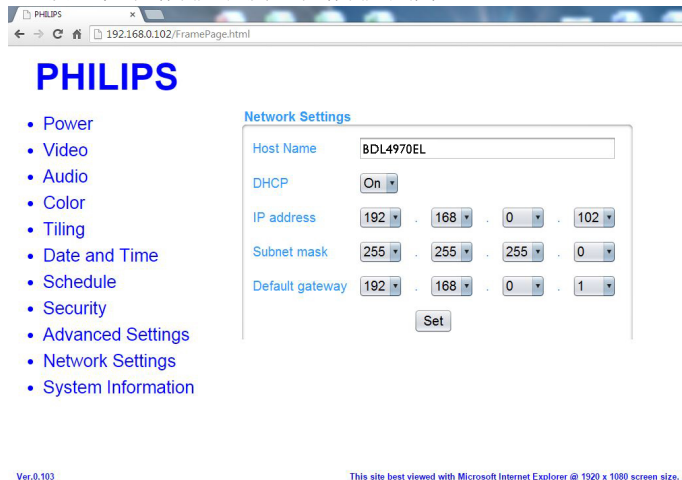 PHILIPS
192.168.0.102/FramePage.html
PHILIPS
Power
Video
Audio
Color
Tiling
Date and Time
Schedule
Security
Advanced Settings
Network Settings
System Information
Network Settings
Host Name BDL4970EL
DHCP On
IP address 192 . 168 . 0 . 102
Subnet mask 255 . 255 . 255 . 0
Default gateway 192 . 168 . 0 . 1
Set
Ver.0.103
This site best viewed with Microsoft Internet Explorer @ 1920 x 1080 screen size.